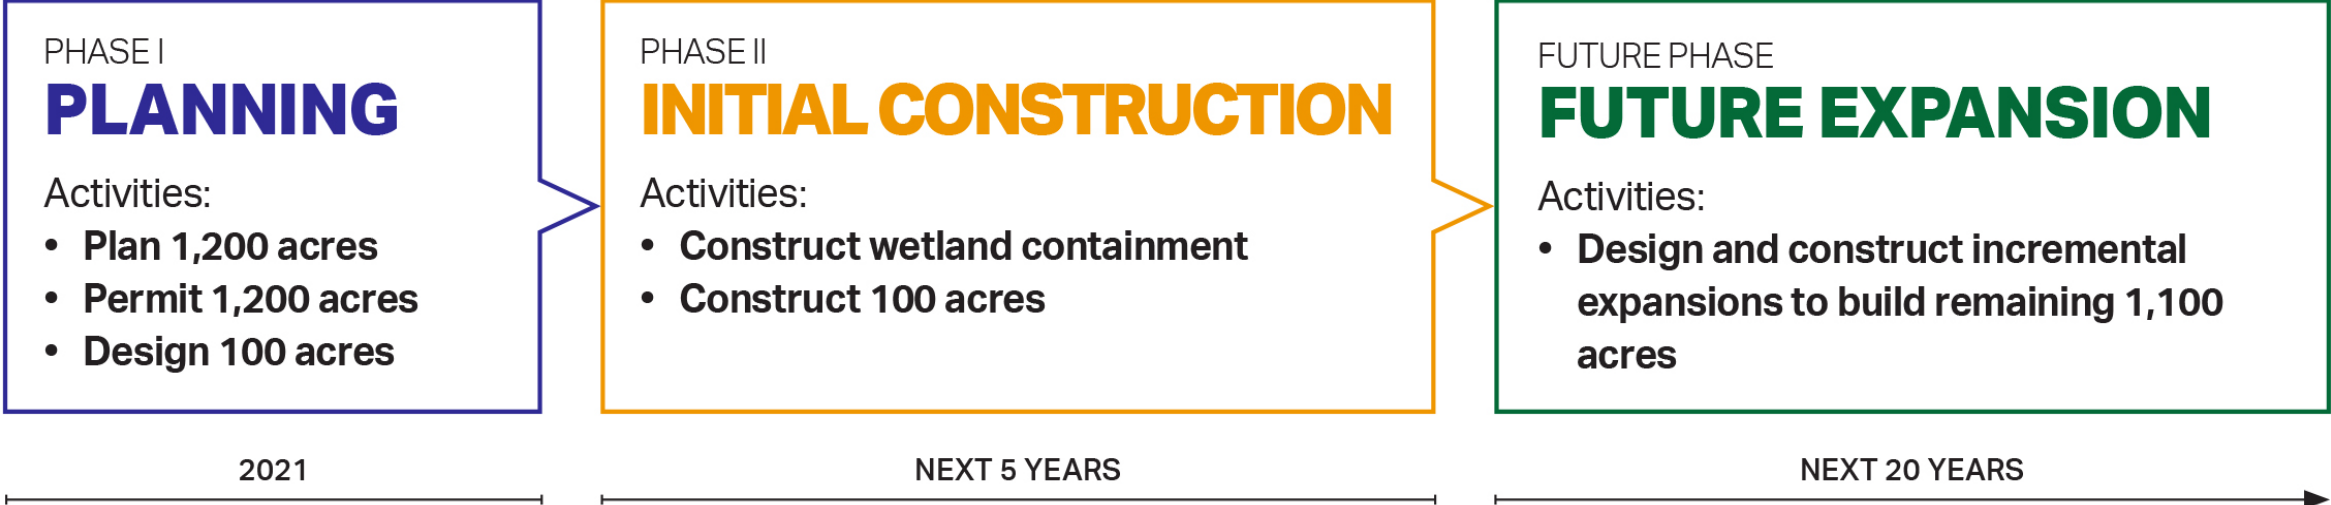 PHASE I
PLANNING
Activities:
• Plan 1,200 acres
• Permit 1,200 acres
• Design 100 acres
2021
PHASE II
INITIAL CONSTRUCTION
Activities:
• Construct wetland containment
• Construct 100 acres
NEXT 5 YEARS
FUTURE PHASE
FUTURE EXPANSION
Activities:
• Design and construct incremental
expansions to build remaining 1,100
acres
NEXT 20 YEARS